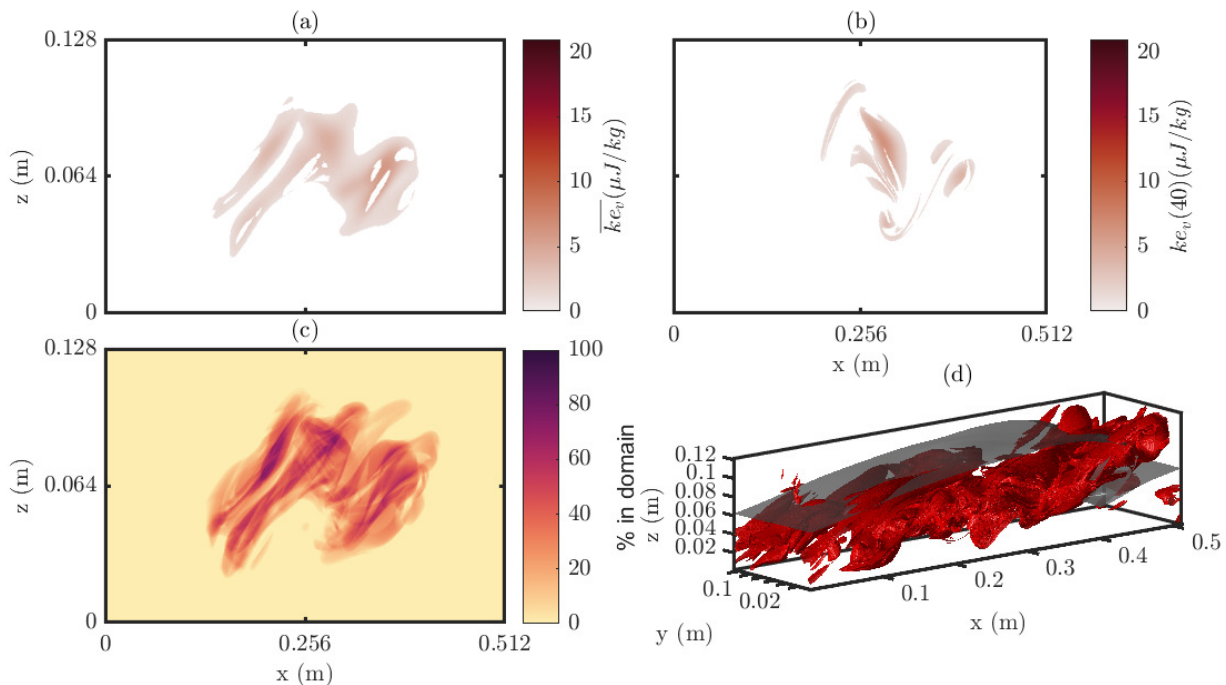 (a)
0.128
0.064
0
z (m)
20
15
10
5
0
$\overline{ke_v}(\mu J/kg)$
(b)
0
0.256
0.512
x (m)
20
15
10
5
0
$ke_v(40)(\mu J/kg)$
(c)
0.128
0.064
0
z (m)
0
0.256
0.512
x (m)
100
80
60
40
20
0
% in domain
(d)
0.12
0.1
0.08
0.06
0.04
0.02
z (m)
0.1
0.02
y (m)
0.1
0.2
0.3
0.4
0.5
x (m)